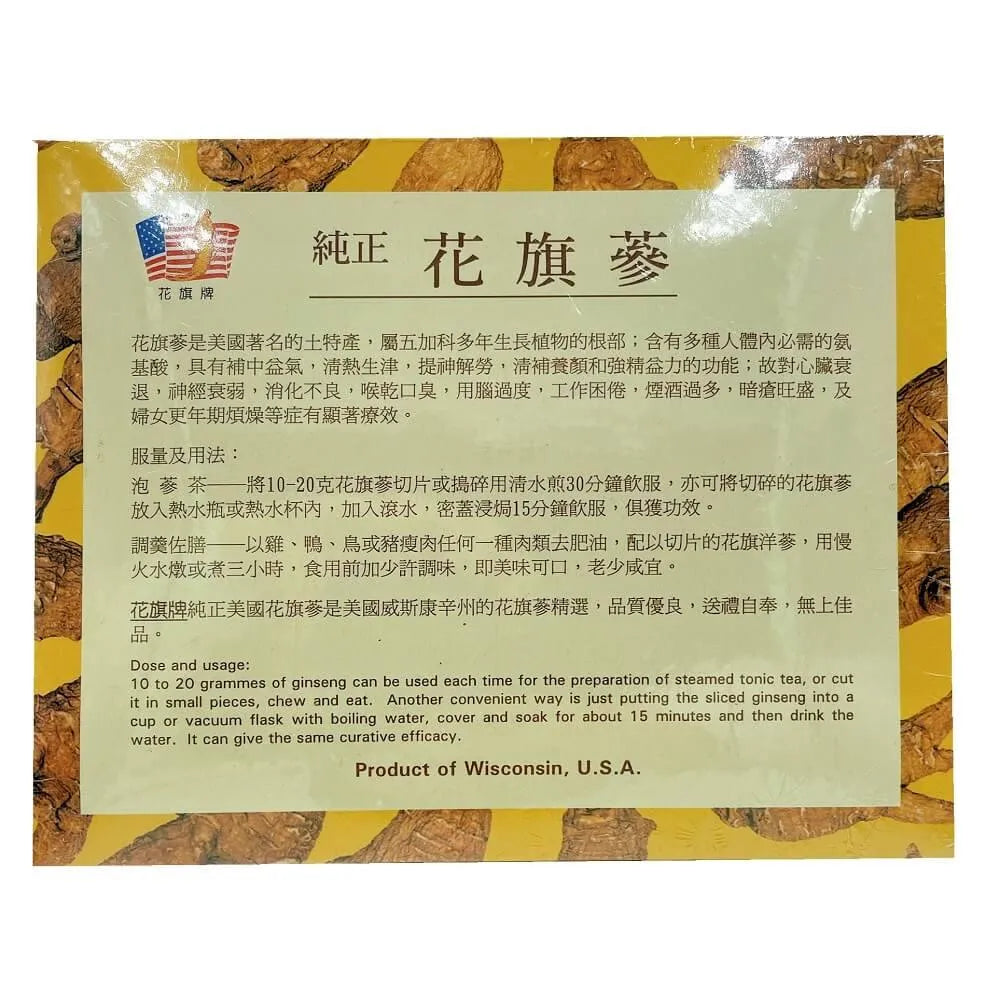 純正 花旗蔘
花旗牌
花旗蔘是美國著名的土特產，屬五加科多年生長植物的根部；含有多種人體內必需的氨
基酸，具有補中益氣，清熱生津，提神解勞，清補養顏和強精益力的功能；故對心臟衰
退，神經衰弱，消化不良，喉乾口臭，用腦過度，工作困倦，煙酒過多，暗瘡旺盛，及
婦女更年期煩燥等症有顯著療效。
服量及用法：
泡蔘茶──將10-20克花旗蔘切片或搗碎用清水煎30分鐘飲服，亦可將切碎的花旗蔘
放入熱水瓶或熱水杯內，加入滾水，密蓋浸焗15分鐘飲服，俱獲功效。
調羹佐膳──以雞、鴨、鳥或豬瘦肉任何一種肉類去肥油，配以切片的花旗洋蔘，用慢
火水燉或煮三小時，食用前加少許調味，即美味可口，老少咸宜。
花旗牌純正美國花旗蔘是美國威斯康辛州的花旗蔘精選，品質優良，送禮自奉，無上佳
品。
Dose and usage:
10 to 20 grammes of ginseng can be used each time for the preparation of steamed tonic tea, or cut
it in small pieces, chew and eat. Another convenient way is just putting the sliced ginseng into a
cup or vacuum flask with boiling water, cover and soak for about 15 minutes and then drink the
water. It can give the same curative efficacy.
Product of Wisconsin, U.S.A.